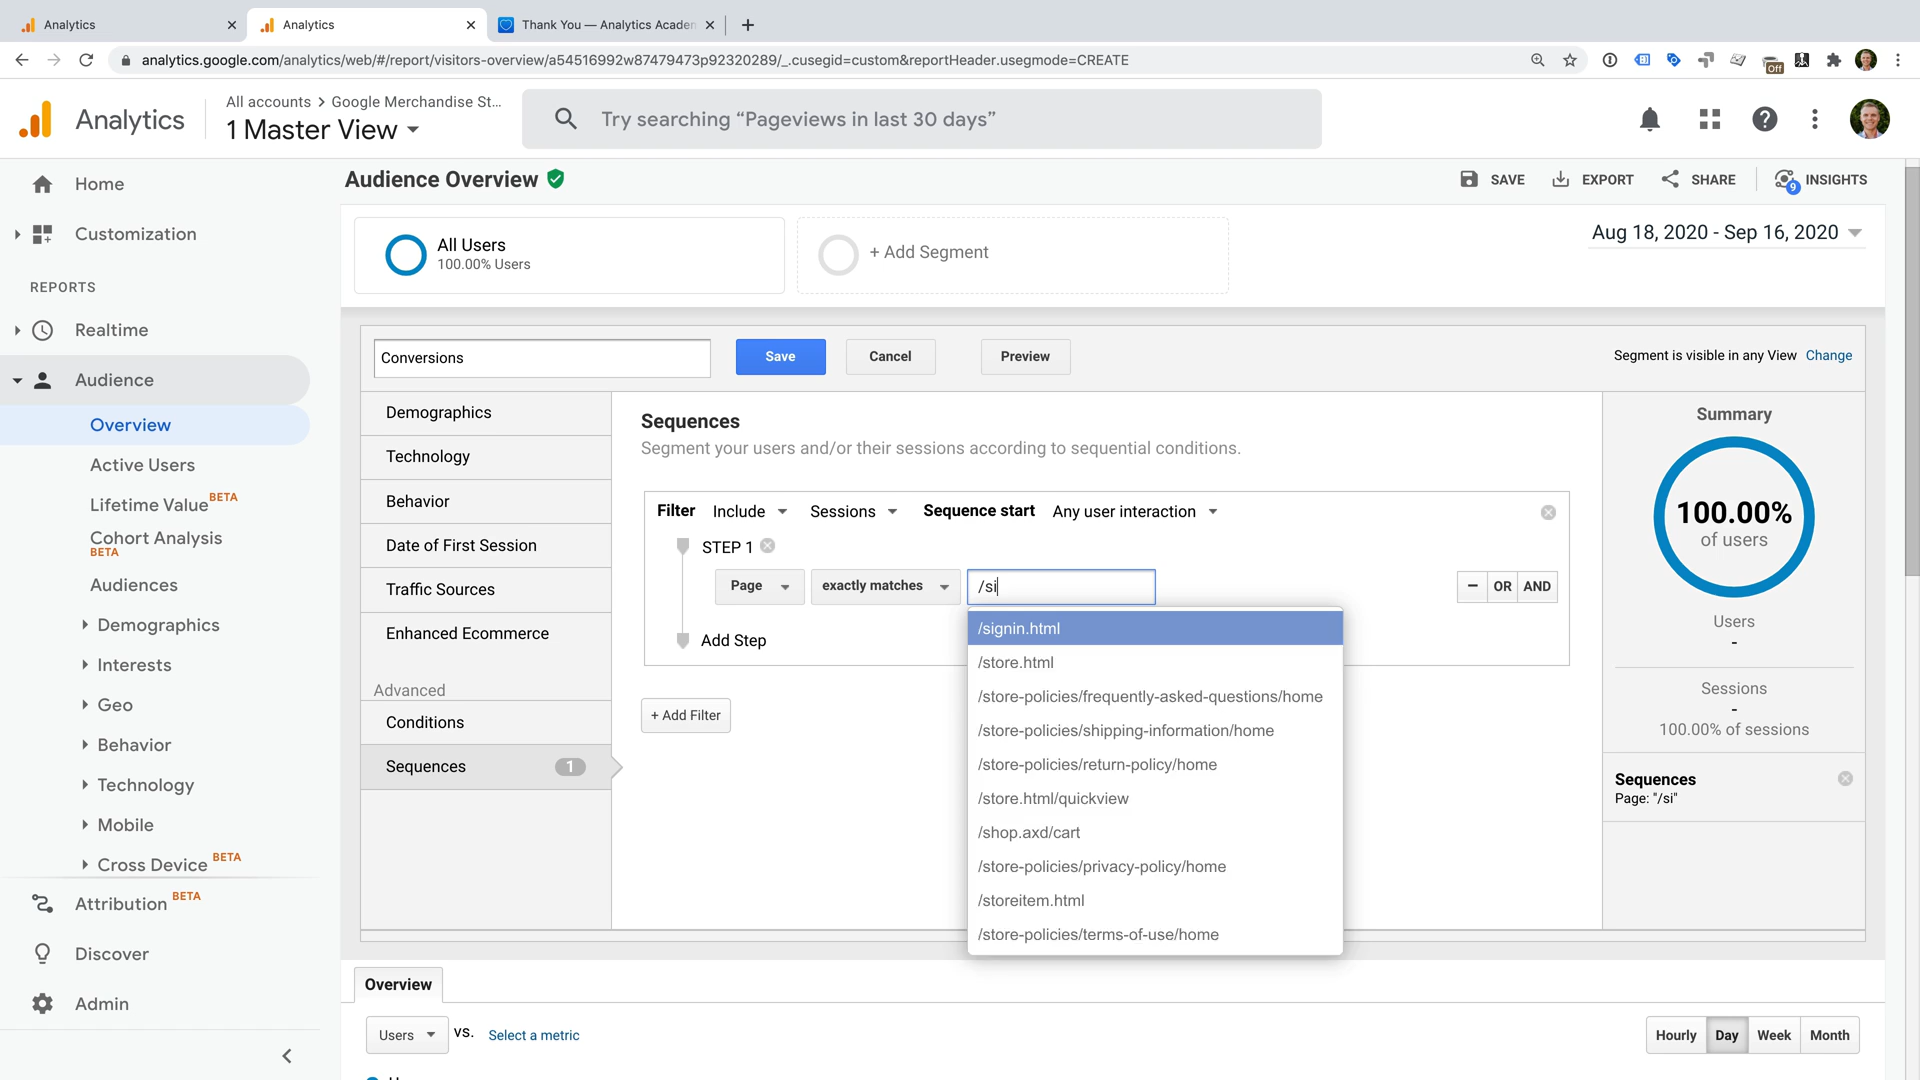 Analytics
Analytics
Thank You — Analytics Academ
analytics.google.com/analytics/web/#/report/visitors-overview/a54516992w87479473p92320289/_.cusegid=custom&reportHeader.usegmode=CREATE
Off
Analytics
All accounts > Google Merchandise St...
1 Master View
Try searching “Pageviews in last 30 days”
Home
Customization
REPORTS
Realtime
Audience
Overview
Active Users
Lifetime Value BETA
Cohort Analysis
BETA
Audiences
Demographics
Interests
Geo
Behavior
Technology
Mobile
Cross Device BETA
Attribution BETA
Discover
Admin
Audience Overview
SAVE
EXPORT
SHARE
9
INSIGHTS
All Users
100.00% Users
+ Add Segment
Aug 18, 2020 - Sep 16, 2020
Conversions
Save
Cancel
Preview
Segment is visible in any View Change
Demographics
Technology
Behavior
Date of First Session
Traffic Sources
Enhanced Ecommerce
Advanced
Conditions
Sequences 1
Sequences
Segment your users and/or their sessions according to sequential conditions.
Filter Include Sessions Sequence start Any user interaction
STEP 1
Page exactly matches /si
− OR AND
Add Step
+ Add Filter
/signin.html
/store.html
/store-policies/frequently-asked-questions/home
/store-policies/shipping-information/home
/store-policies/return-policy/home
/store.html/quickview
/shop.axd/cart
/store-policies/privacy-policy/home
/storeitem.html
/store-policies/terms-of-use/home
Summary
100.00%
of users
Users
-
Sessions
-
100.00% of sessions
Sequences
Page: "/si"
Overview
Users vs. Select a metric
Hourly Day Week Month